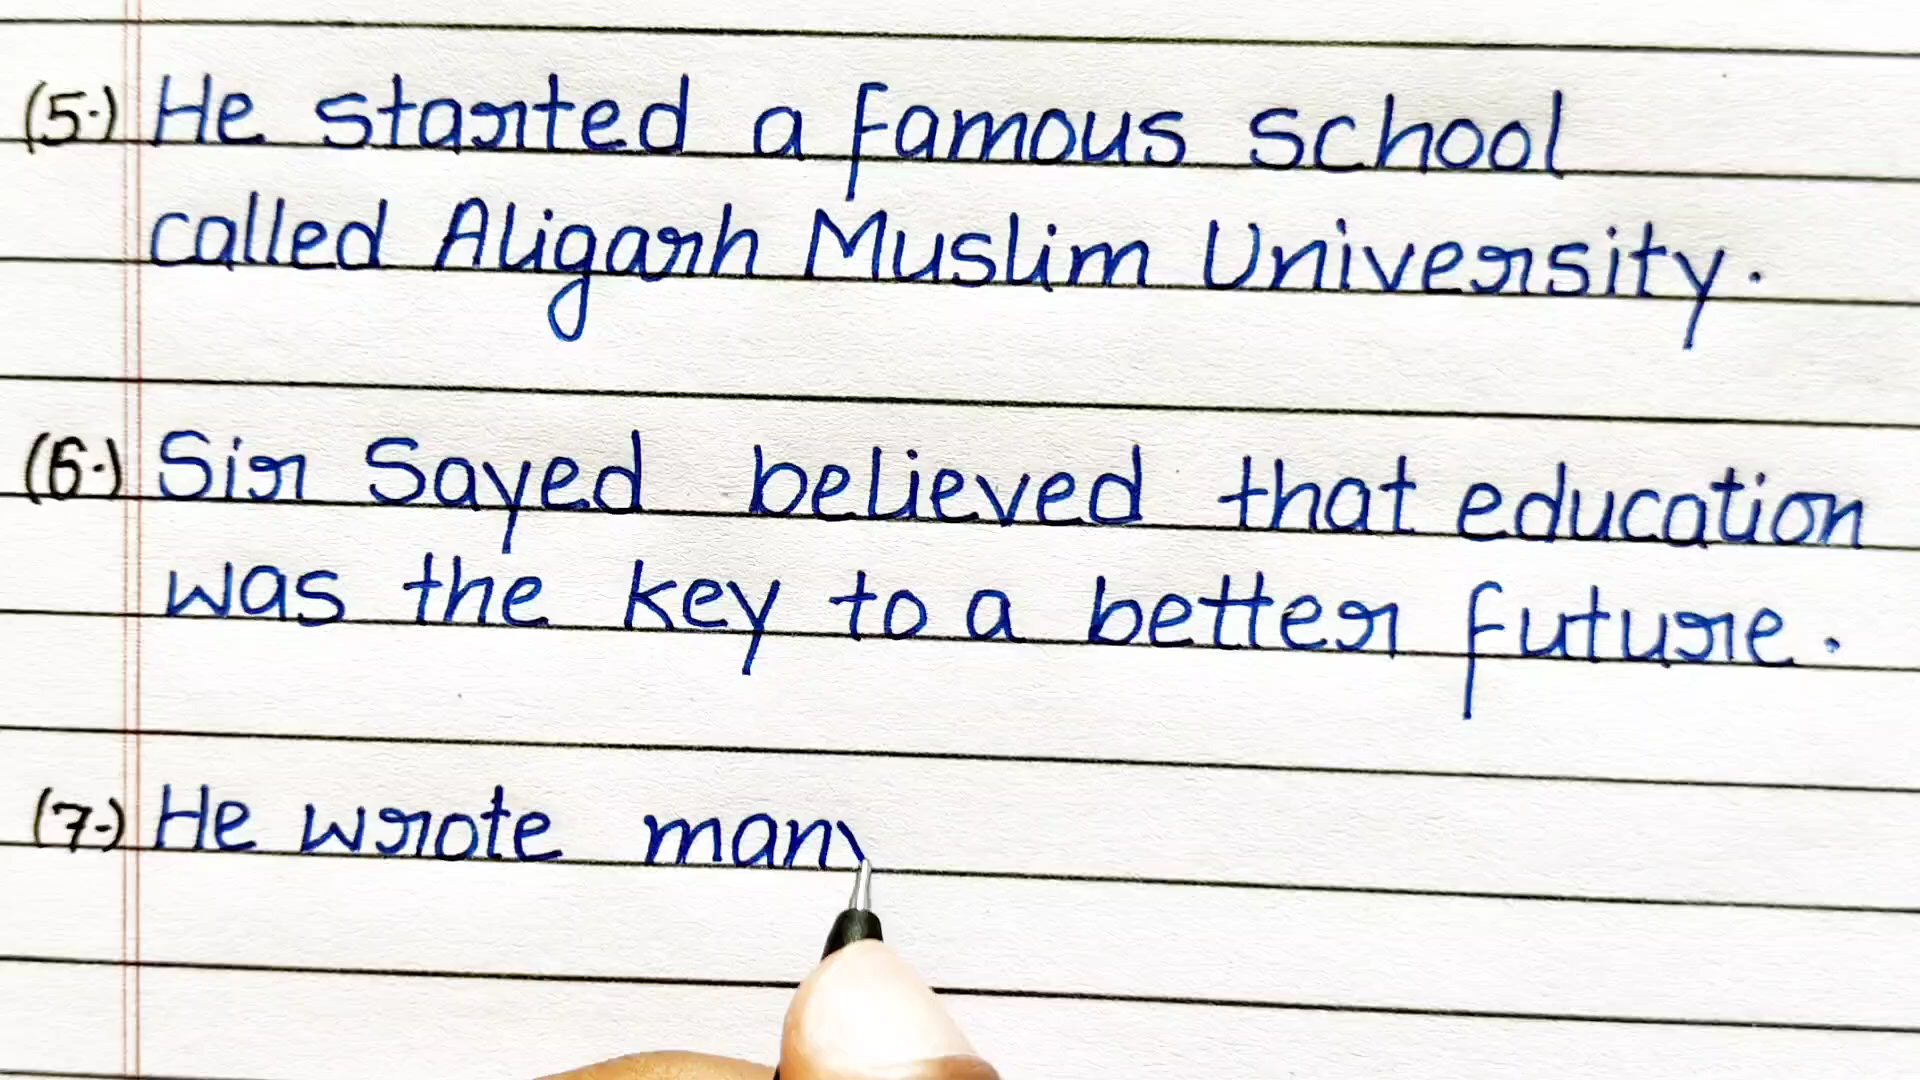 (5.) He started a famous school
called Aligarh Muslim University.
(6.) Sir Sayed believed that education
was the key to a better future.
(7.) He wrote man